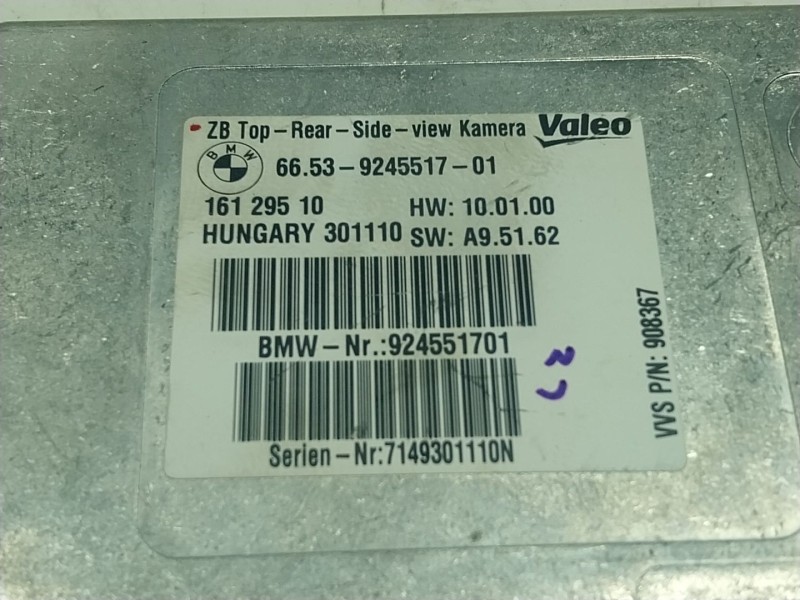 ZB Top-Rear-Side-view Kamera Valeo
BMW
66.53-9245517-01
161 295 10 HW: 10.01.00
HUNGARY 301110 SW: A9.51.62
BMW-Nr.:924551701
Serien-Nr:7149301110N
VVS P/N: 908367